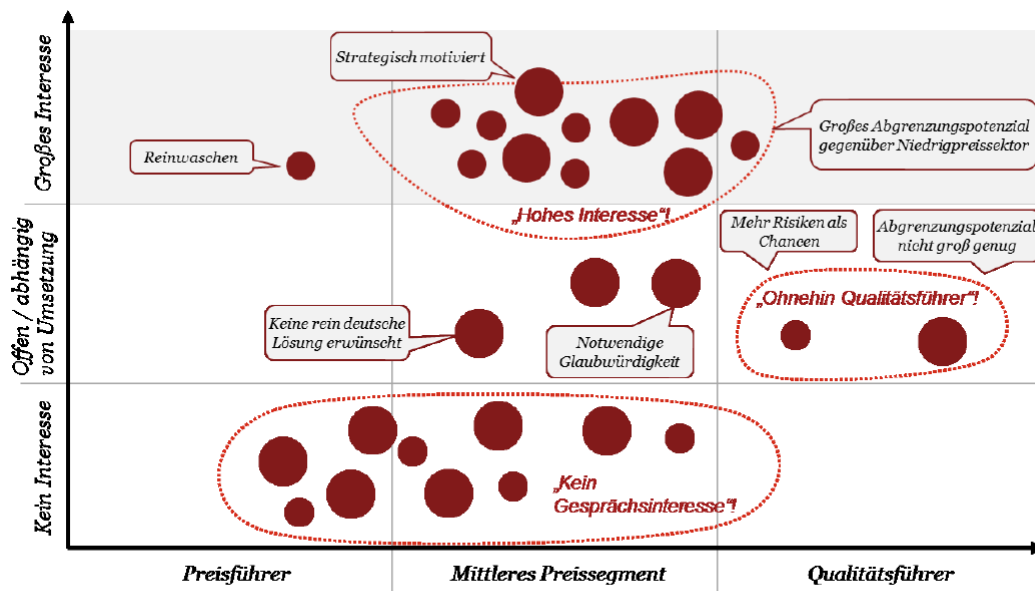 Großes Interesse
Strategisch motiviert
Reinwaschen
Großes Abgrenzungspotenzial
gegenüber Niedrigpreissektor
„Hohes Interesse“!
Offen / abhängig
von Umsetzung
Mehr Risiken als
Chancen
Abgrenzungspotenzial
nicht groß genug
„Ohnehin Qualitätsführer“!
Keine rein deutsche
Lösung erwünscht
Notwendige
Glaubwürdigkeit
Kein Interesse
„Kein
Gesprächsinteresse“!
Preisführer
Mittleres Preissegment
Qualitätsführer